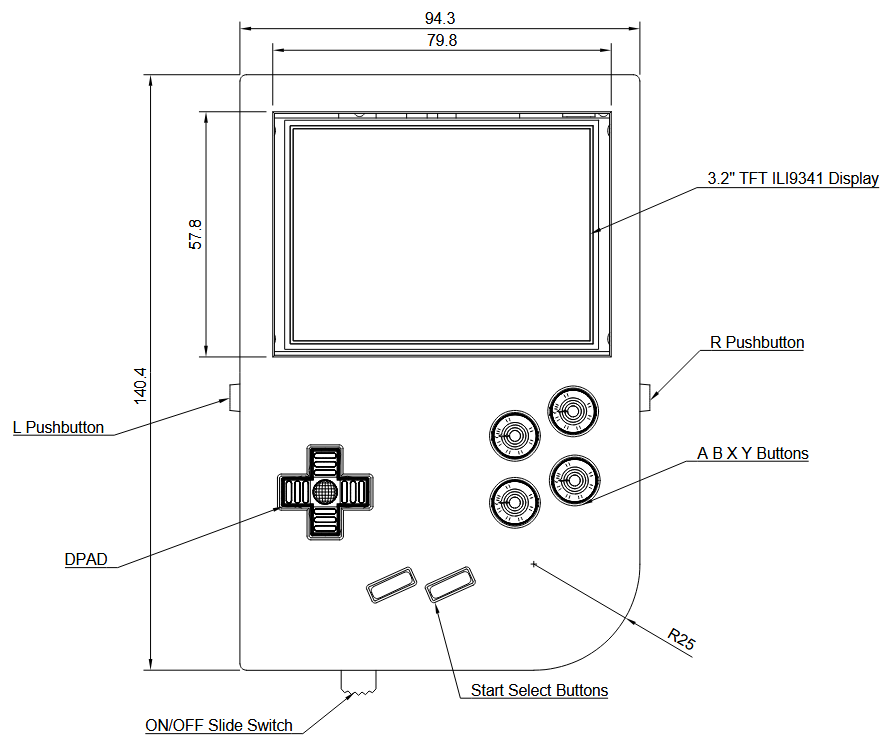 94.3
79.8
3.2" TFT ILI9341 Display
57.8
R Pushbutton
140.4
L Pushbutton
A B X Y Buttons
DPAD
R25
Start Select Buttons
ON/OFF Slide Switch